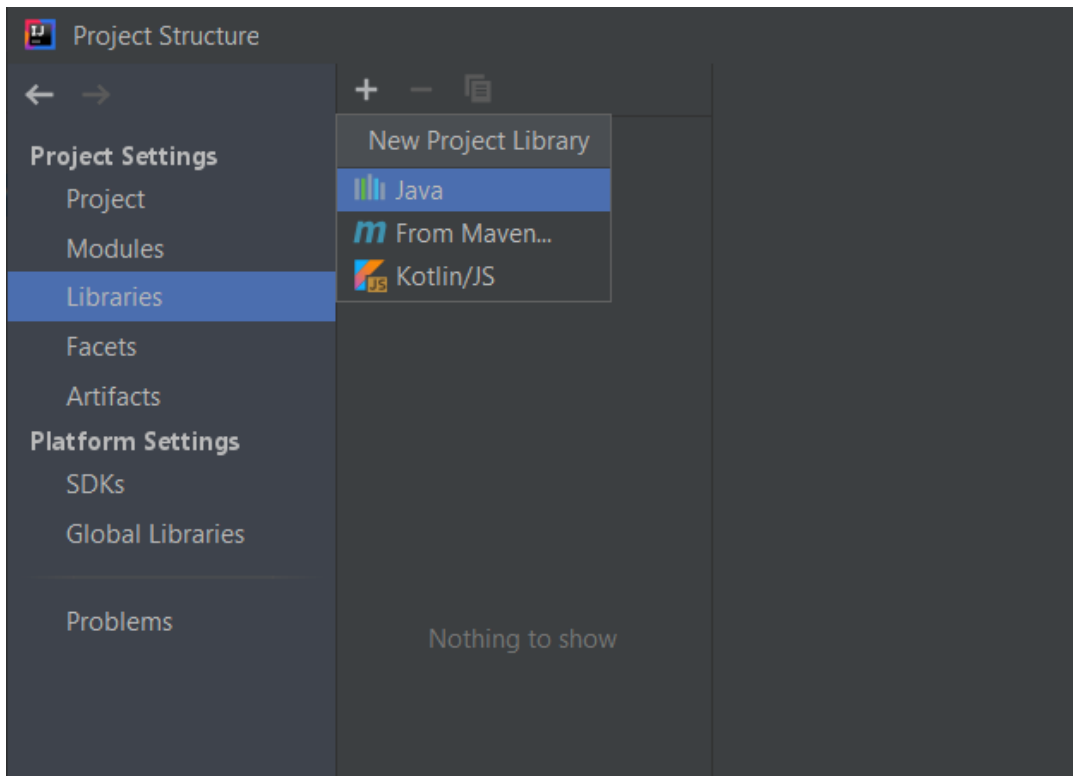 Project Structure
Project Settings
Project
Modules
Libraries
Facets
Artifacts
Platform Settings
SDKs
Global Libraries
Problems
New Project Library
Java
From Maven...
Kotlin/JS
Nothing to show